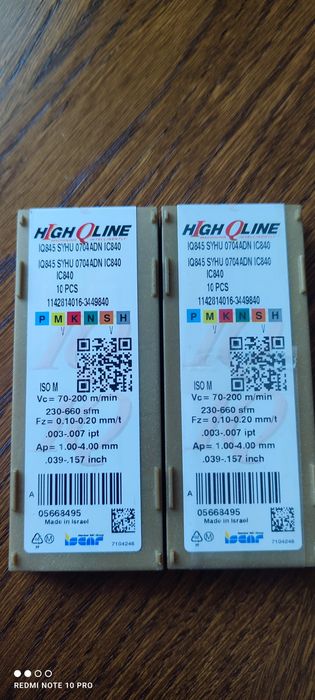 HIGH QLINE
IQ845 SYHU 0704ADN IC840
IQ845 SYHU 0704ADN IC840
IC840
10 PCS
1142814016-3449840
P M K N S H
V V
ISO M
Vc= 70-200 m/min
230-660 sfm
Fz= 0.10-0.20 mm/t
.003-.007 ipt
Ap= 1.00-4.00 mm
.039-.157 inch
A
05668495
Made in Israel
iscar
7104246
HIGH QLINE
IQ845 SYHU 0704ADN IC840
IQ845 SYHU 0704ADN IC840
IC840
10 PCS
1142814016-3449840
P M K N S H
V V
ISO M
Vc= 70-200 m/min
230-660 sfm
Fz= 0.10-0.20 mm/t
.003-.007 ipt
Ap= 1.00-4.00 mm
.039-.157 inch
A
05668495
Made in Israel
iscar
7104246
REDMI NOTE 10 PRO